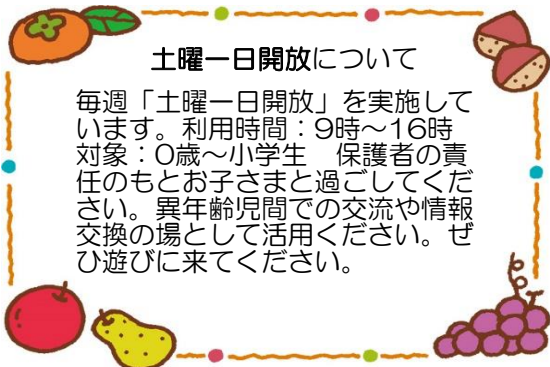 土曜一日開放について
毎週「土曜一日開放」を実施して
います。利用時間：9時～16時
対象：0歳～小学生　保護者の責
任のもとお子さまと過ごしてくだ
さい。異年齢児間での交流や情報
交換の場として活用ください。ぜ
ひ遊びに来てください。